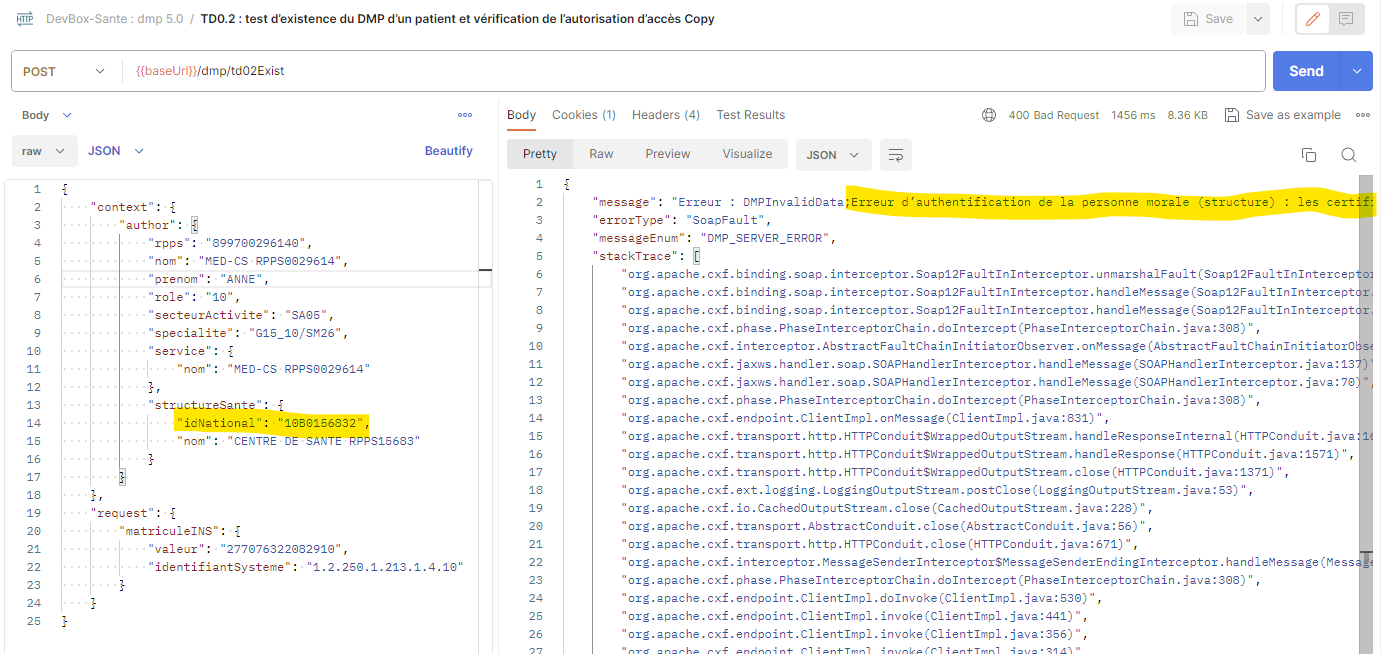 HTTP DevBox-Sante : dmp 5.0 / TD0.2 : test d'existence du DMP d'un patient et vérification de l'autorisation d'accès Copy
Save
POST
{{baseUrl}}/dmp/td02Exist
Send
Body
raw
JSON
Beautify
1 {
2 "context": {
3 "author": {
4 "rpps": "899700296140",
5 "nom": "MED-CS RPPS0029614",
6 "prenom": "ANNE",
7 "role": "10",
8 "secteurActivite": "SA05",
9 "specialite": "G15_10/SM26",
10 "service": {
11 "nom": "MED-CS RPPS0029614"
12 },
13 "structureSante": {
14 "idNational": "10B0156832",
15 "nom": "CENTRE DE SANTE RPPS15683"
16 }
17 }
18 },
19 "request": {
20 "matriculeINS": {
21 "valeur": "277076322082910",
22 "identifiantSysteme": "1.2.250.1.213.1.4.10"
23 }
24 }
25 }
Body Cookies (1) Headers (4) Test Results
400 Bad Request 1456 ms 8.36 KB Save as example
Pretty Raw Preview Visualize JSON
1 {
2 "message": "Erreur : DMPInvalidData;Erreur d’authentification de la personne morale (structure) : les certifi
3 "errorType": "SoapFault",
4 "messageEnum": "DMP_SERVER_ERROR",
5 "stackTrace": [
6 "org.apache.cxf.binding.soap.interceptor.Soap12FaultInInterceptor.unmarshalFault(Soap12FaultInInterceptor
7 "org.apache.cxf.binding.soap.interceptor.Soap12FaultInInterceptor.handleMessage(Soap12FaultInInterceptor.
8 "org.apache.cxf.binding.soap.interceptor.Soap12FaultInInterceptor.handleMessage(Soap12FaultInInterceptor.
9 "org.apache.cxf.phase.PhaseInterceptorChain.doIntercept(PhaseInterceptorChain.java:308)",
10 "org.apache.cxf.interceptor.AbstractFaultChainInitiatorObserver.onMessage(AbstractFaultChainInitiatorObse
11 "org.apache.cxf.jaxws.handler.soap.SOAPHandlerInterceptor.handleMessage(SOAPHandlerInterceptor.java:137)"
12 "org.apache.cxf.jaxws.handler.soap.SOAPHandlerInterceptor.handleMessage(SOAPHandlerInterceptor.java:70)",
13 "org.apache.cxf.phase.PhaseInterceptorChain.doIntercept(PhaseInterceptorChain.java:308)",
14 "org.apache.cxf.endpoint.ClientImpl.onMessage(ClientImpl.java:831)",
15 "org.apache.cxf.transport.http.HTTPConduit$WrappedOutputStream.handleResponseInternal(HTTPConduit.java:16
16 "org.apache.cxf.transport.http.HTTPConduit$WrappedOutputStream.handleResponse(HTTPConduit.java:1571)",
17 "org.apache.cxf.transport.http.HTTPConduit$WrappedOutputStream.close(HTTPConduit.java:1371)",
18 "org.apache.cxf.ext.logging.LoggingOutputStream.postClose(LoggingOutputStream.java:53)",
19 "org.apache.cxf.io.CachedOutputStream.close(CachedOutputStream.java:228)",
20 "org.apache.cxf.transport.AbstractConduit.close(AbstractConduit.java:56)",
21 "org.apache.cxf.transport.http.HTTPConduit.close(HTTPConduit.java:671)",
22 "org.apache.cxf.interceptor.MessageSenderInterceptor$MessageSenderEndingInterceptor.handleMessage(Messag
23 "org.apache.cxf.phase.PhaseInterceptorChain.doIntercept(PhaseInterceptorChain.java:308)",
24 "org.apache.cxf.endpoint.ClientImpl.doInvoke(ClientImpl.java:530)",
25 "org.apache.cxf.endpoint.ClientImpl.invoke(ClientImpl.java:441)",
26 "org.apache.cxf.endpoint.ClientImpl.invoke(ClientImpl.java:356)",
27 "org.apache.cxf.endpoint.ClientImpl.invoke(ClientImpl.java:314)"